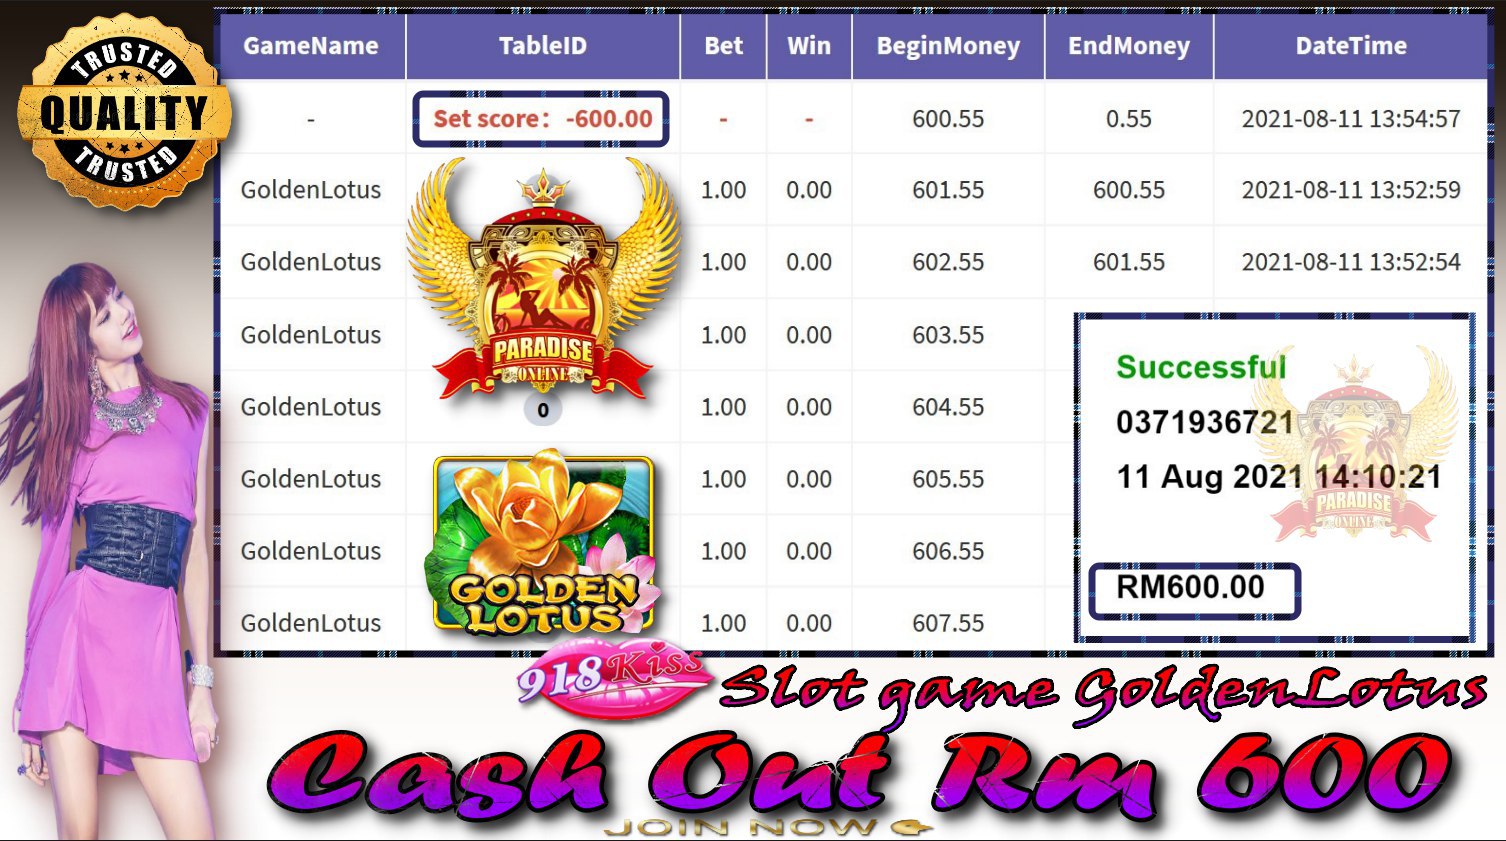 TRUSTED
QUALITY
TRUSTED
GameName TableID Bet Win BeginMoney EndMoney DateTime
- Set score: -600.00 - - 600.55 0.55 2021-08-11 13:54:57
GoldenLotus 1.00 0.00 601.55 600.55 2021-08-11 13:52:59
GoldenLotus 1.00 0.00 602.55 601.55 2021-08-11 13:52:54
GoldenLotus 1.00 0.00 603.55
GoldenLotus 0 1.00 0.00 604.55
GoldenLotus 1.00 0.00 605.55
GoldenLotus 1.00 0.00 606.55
GoldenLotus 1.00 0.00 607.55
PARADISE
ONLINE
GOLDEN
LOTUS
Successful
0371936721
11 Aug 2021 14:10:21
PARADISE
ONLINE
RM600.00
918Kiss Slot game GoldenLotus
Cash Out Rm 600
JOIN NOW